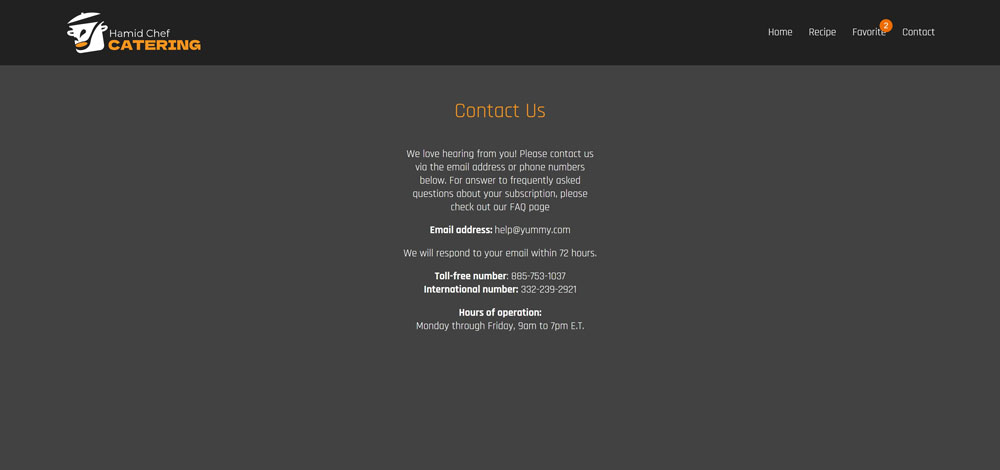 Hamid Chef
CATERING
Home Recipe Favorite 2 Contact
Contact Us
We love hearing from you! Please contact us
via the email address or phone numbers
below. For answer to frequently asked
questions about your subscription, please
check out our FAQ page
Email address: help@yummy.com
We will respond to your email within 72 hours.
Toll-free number: 885-753-1037
International number: 332-239-2921
Hours of operation:
Monday through Friday, 9am to 7pm E.T.